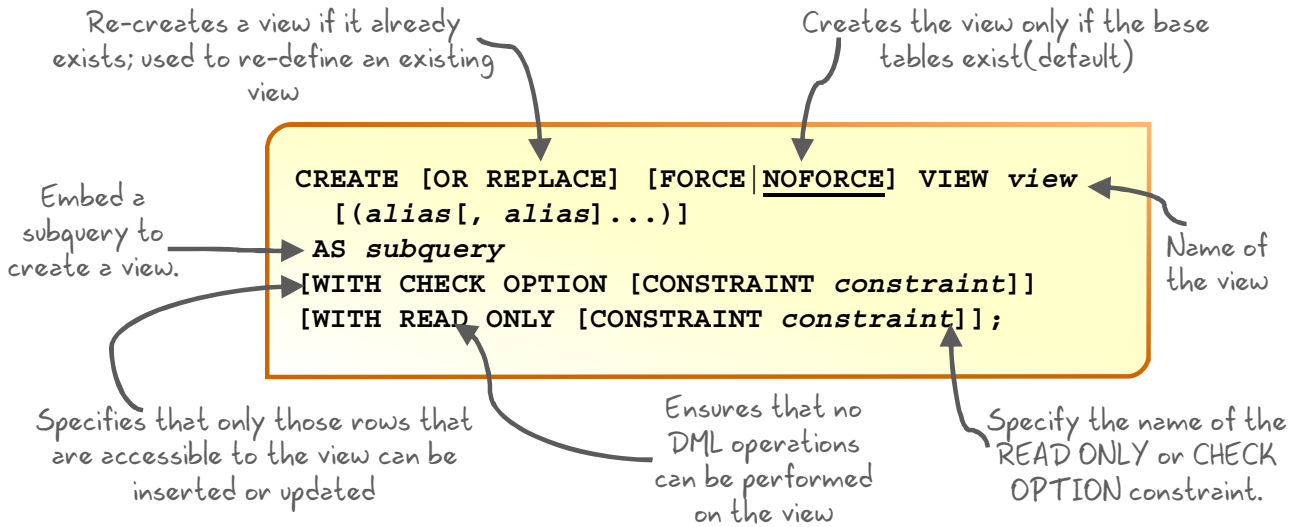 Re-creates a view if it already
exists; used to re-define an existing
view
Creates the view only if the base
tables exist(default)
CREATE [OR REPLACE] [FORCE|NOFORCE] VIEW view
[(alias[, alias]...)]
AS subquery
[WITH CHECK OPTION [CONSTRAINT constraint]]
[WITH READ ONLY [CONSTRAINT constraint]];
Embed a
subquery to
create a view.
Name of
the view
Specifies that only those rows that
are accessible to the view can be
inserted or updated
Ensures that no
DML operations
can be performed
on the view
Specify the name of the
READ ONLY or CHECK
OPTION constraint.